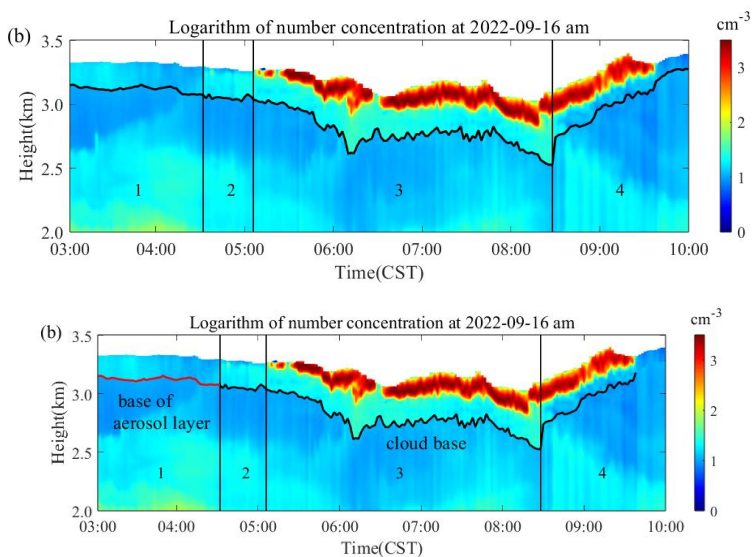 Logarithm of number concentration at 2022-09-16 am
cm-3
(b)
3.5
3.0
2.5
2.0
Height(km)
1
2
3
4
3
2
1
0
03:00 04:00 05:00 06:00 07:00 08:00 09:00 10:00
Time(CST)
Logarithm of number concentration at 2022-09-16 am
cm-3
(b)
3.5
3.0
2.5
2.0
Height(km)
base of
aerosol layer
cloud base
1
2
3
4
3
2
1
0
03:00 04:00 05:00 06:00 07:00 08:00 09:00 10:00
Time(CST)